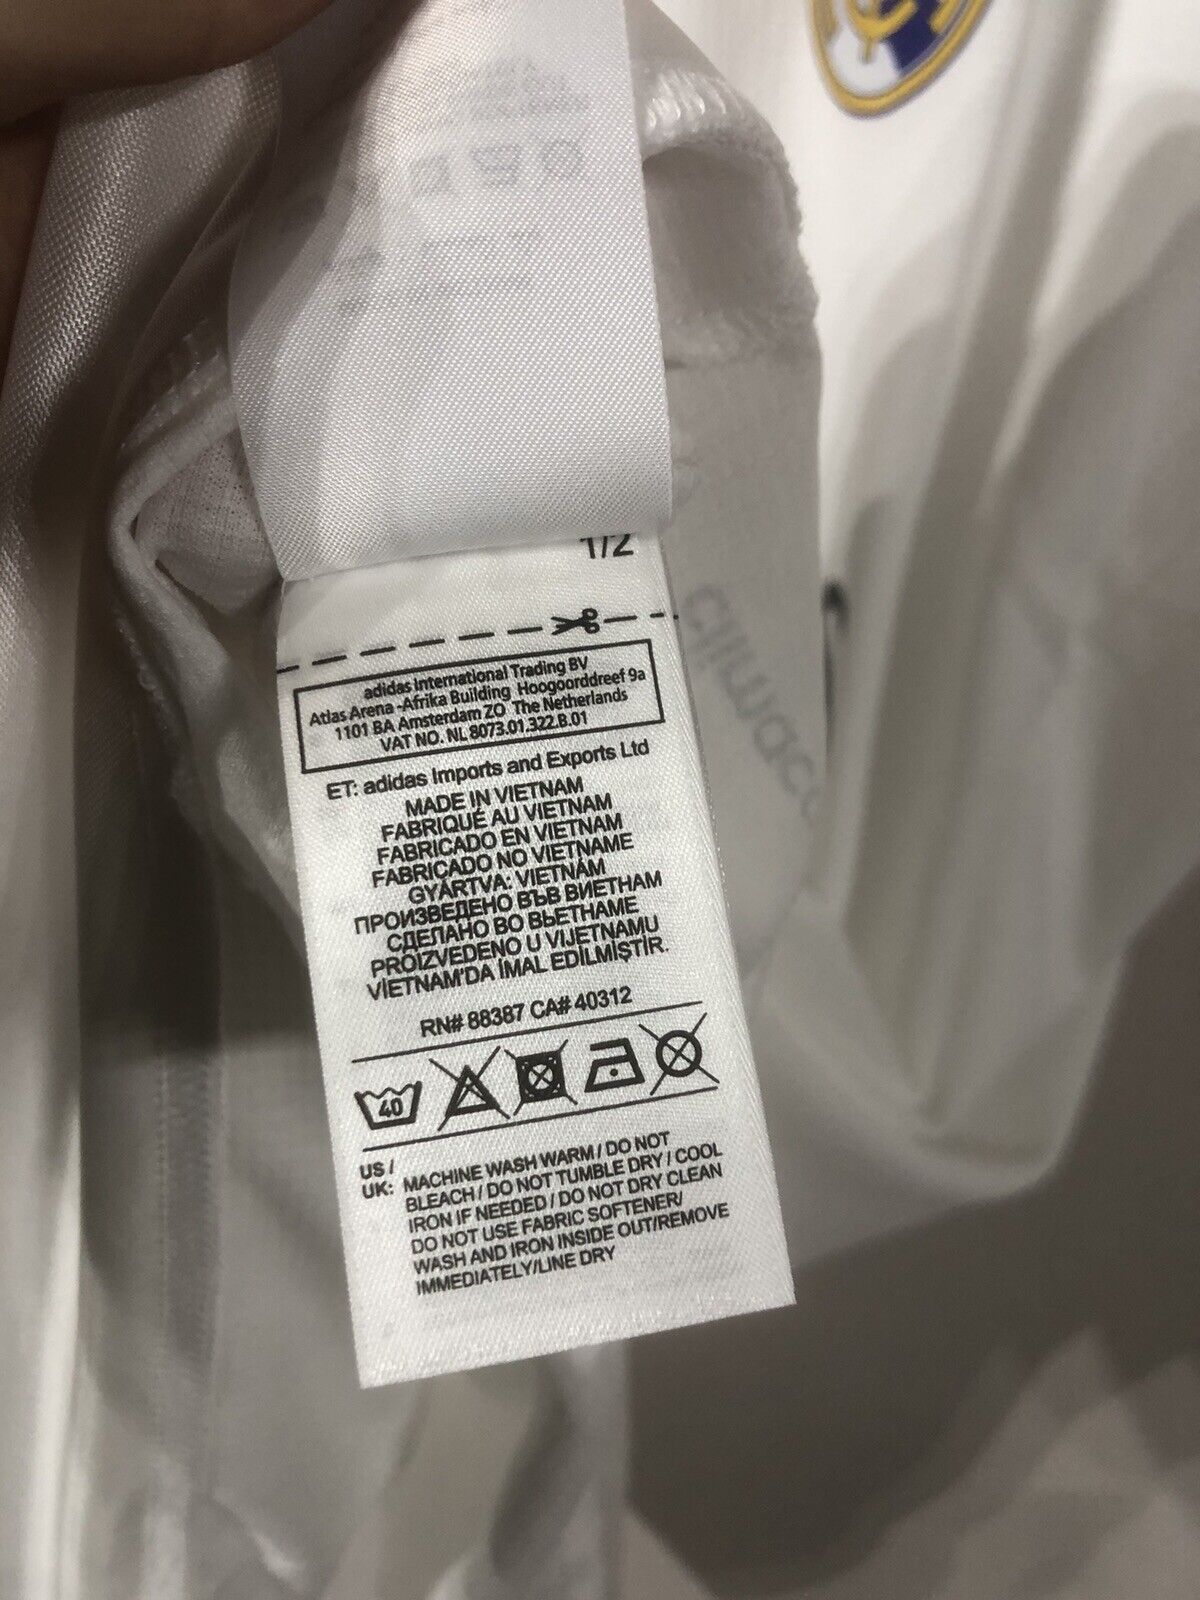 1/2
adidas International Trading BV
Atlas Arena -Afrika Building Hoogoorddreef 9a
1101 BA Amsterdam ZO The Netherlands
VAT NO. NL 8073.01.322.B.01
ET: adidas Imports and Exports Ltd
MADE IN VIETNAM
FABRIQUÉ AU VIETNAM
FABRICADO EN VIETNAM
FABRICADO NO VIETNAME
GYÁRTVA: VIETNÁM
ПРОИЗВЕДЕНО ВЪВ ВИЕТНАМ
СДЕЛАНО ВО ВЬЕТНАМЕ
PROIZVEDENO U VIJETNAMU
VİETNAM'DA İMAL EDİLMİŞTİR.
RN# 88387 CA# 40312
40
US /
UK: MACHINE WASH WARM / DO NOT
BLEACH / DO NOT TUMBLE DRY / COOL
IRON IF NEEDED / DO NOT DRY CLEAN
DO NOT USE FABRIC SOFTENER/
WASH AND IRON INSIDE OUT/REMOVE
IMMEDIATELY/LINE DRY